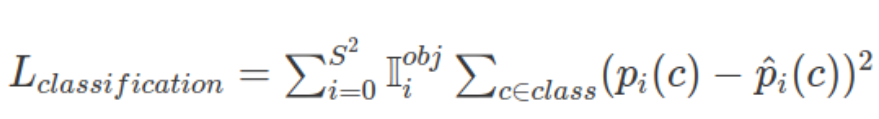 L_{classification} = \sum_{i=0}^{S^2} \mathbb{I}_i^{obj} \sum_{c \in class} (p_i(c) - \hat{p}_i(c))^2